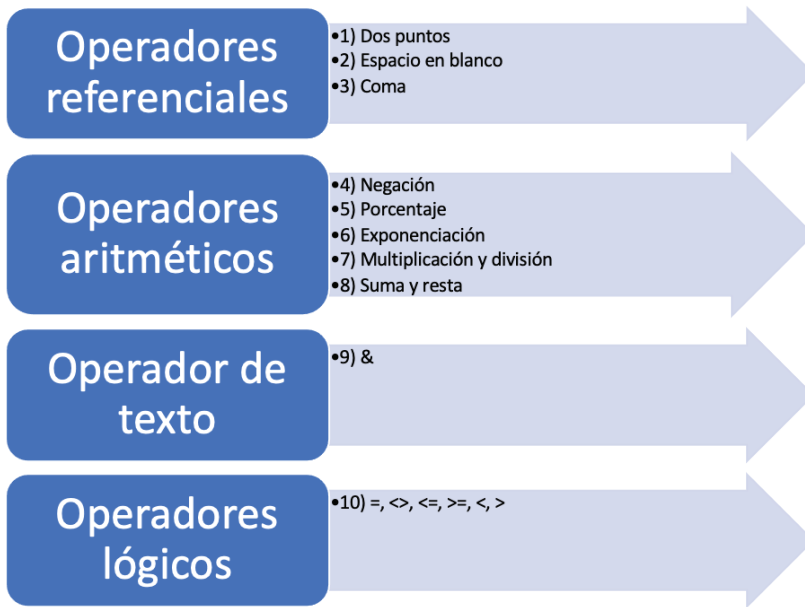 Operadores
referenciales
•1) Dos puntos
•2) Espacio en blanco
•3) Coma
Operadores
aritméticos
•4) Negación
•5) Porcentaje
•6) Exponenciación
•7) Multiplicación y división
•8) Suma y resta
Operador de
texto
•9) &
Operadores
lógicos
•10) =, <>, <=, >=, <, >